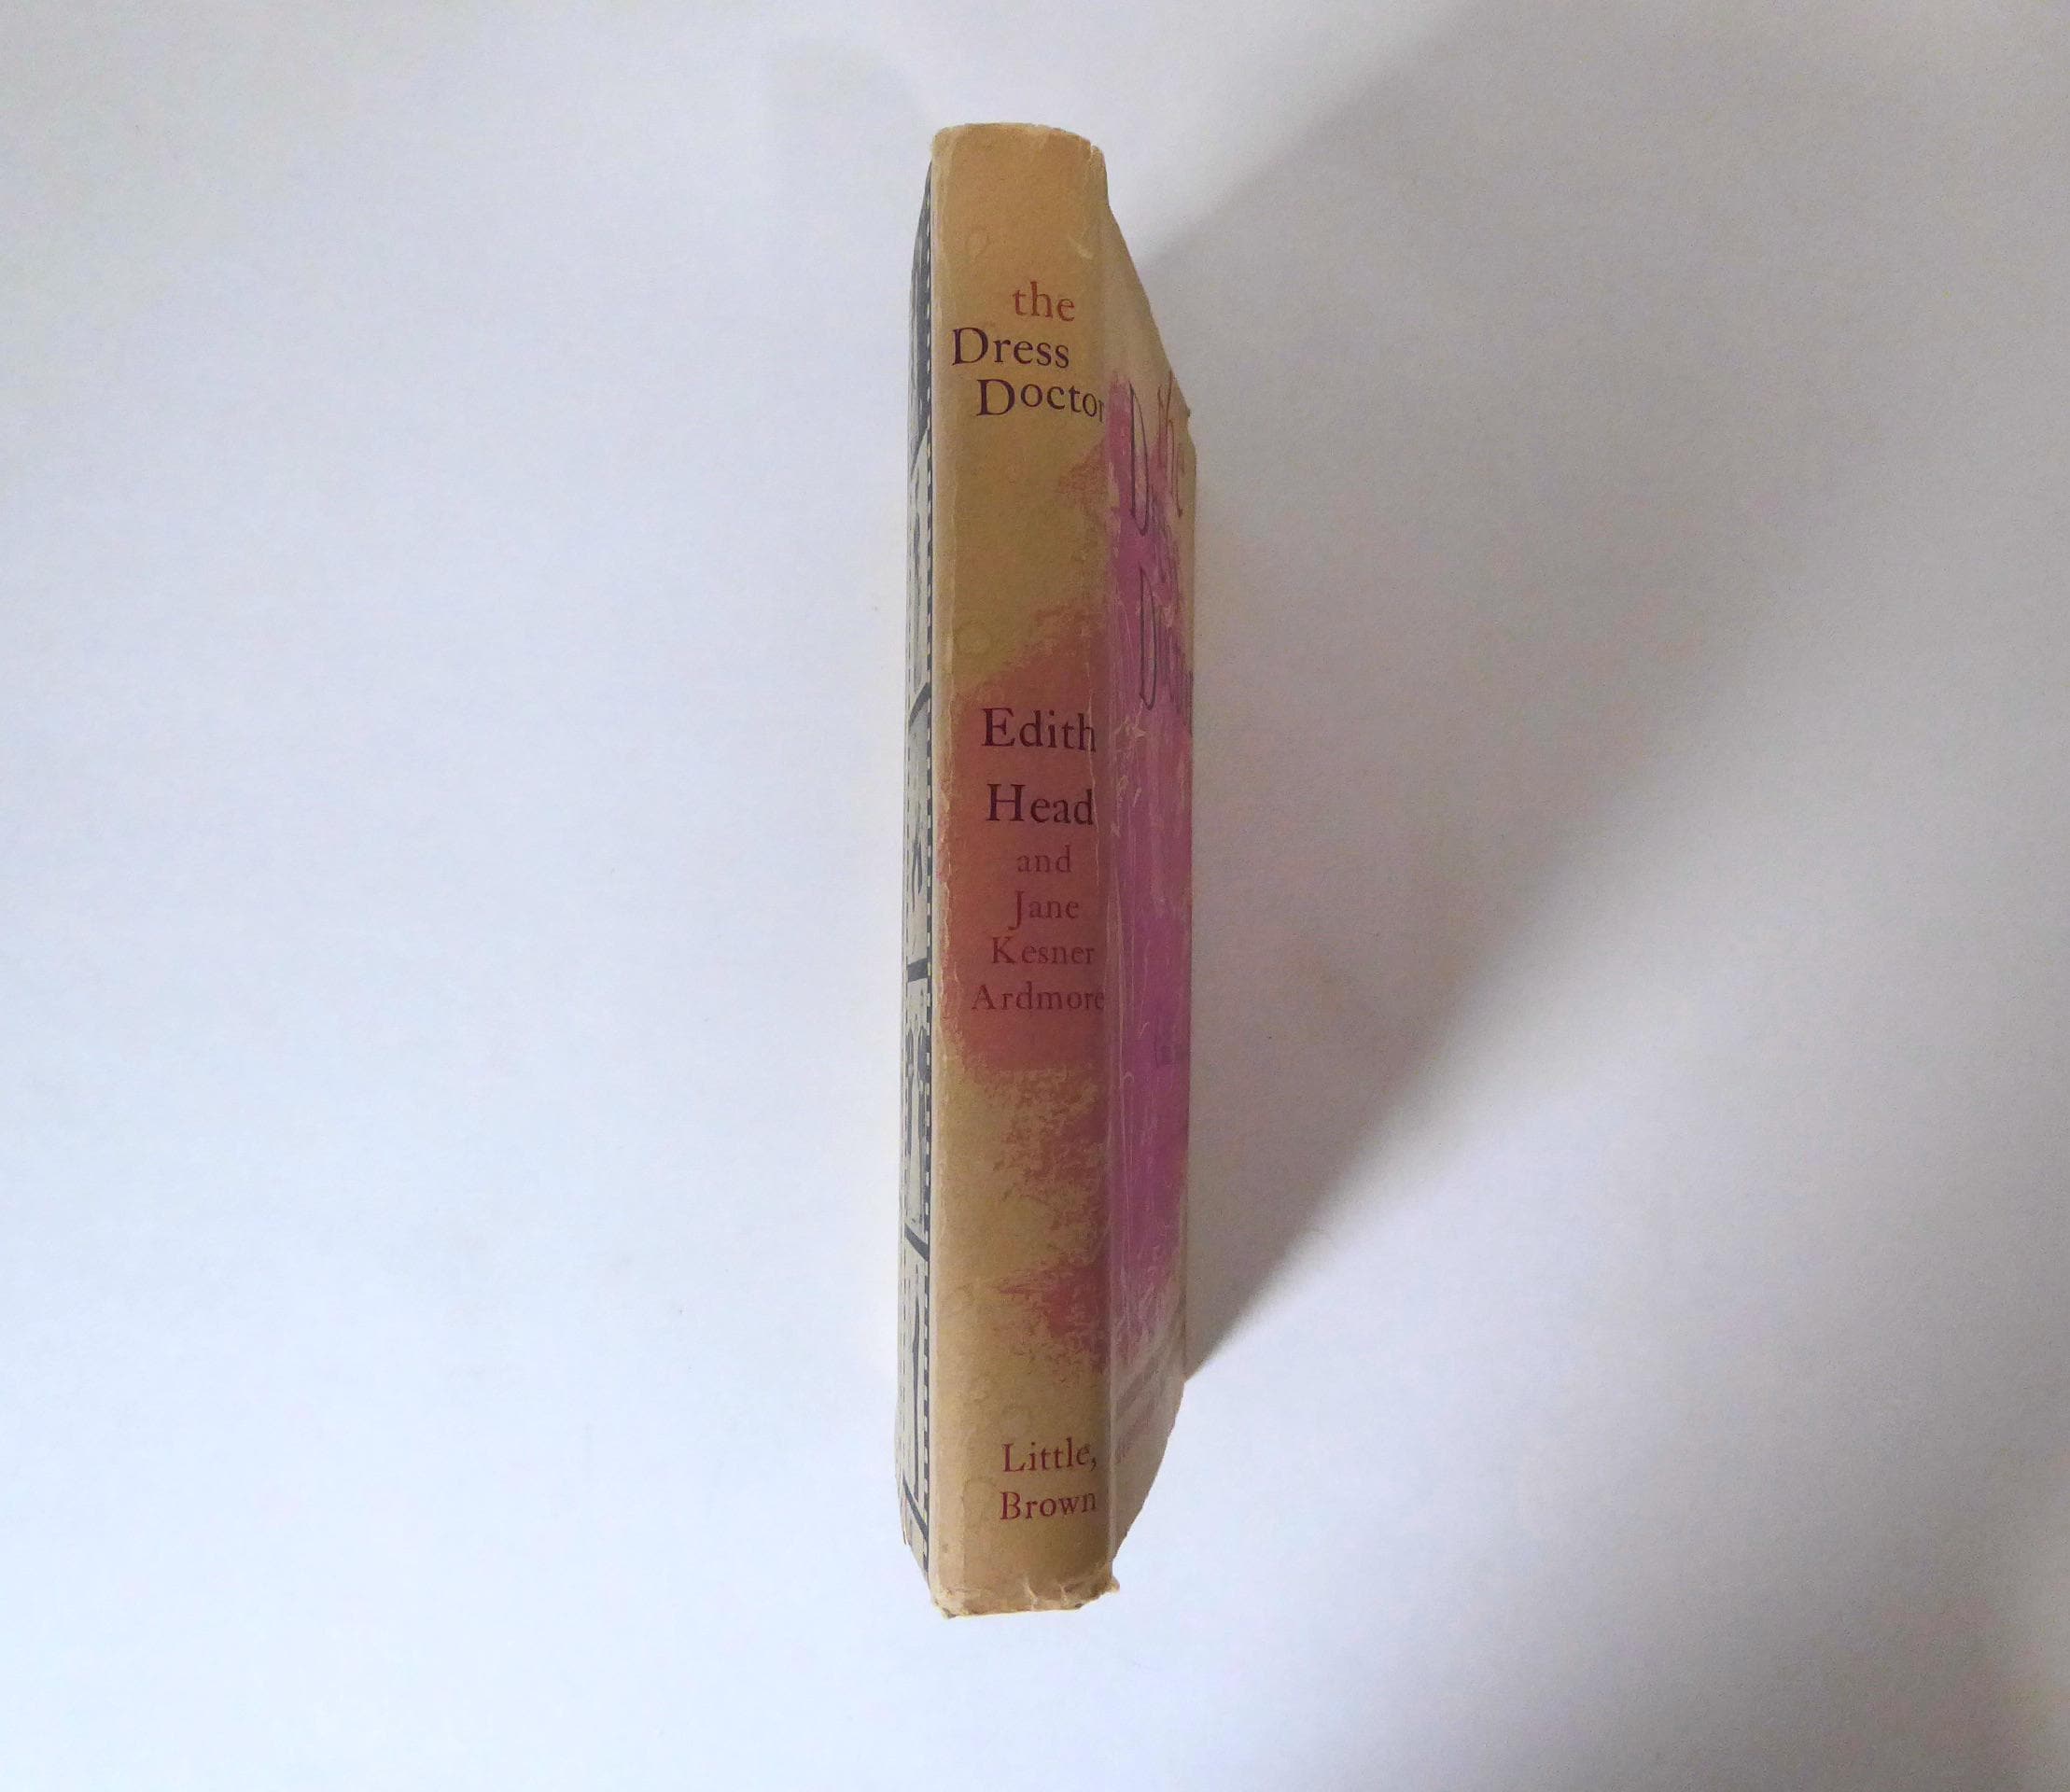 the
Dress
Doctor
Edith
Head
and
Jane
Kesner
Ardmore
Little,
Brown